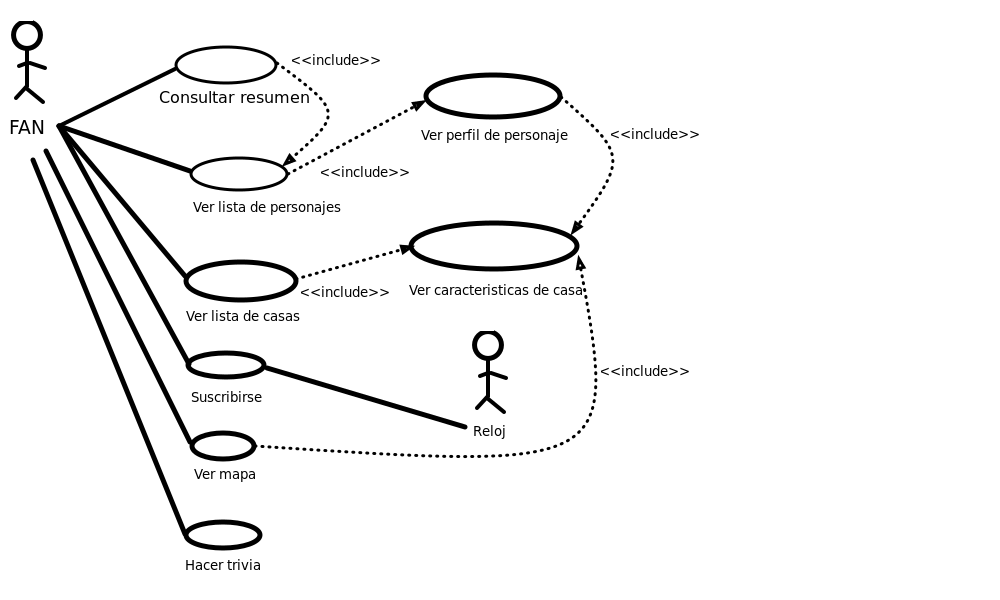 <<include>>
Consultar resumen
FAN
Ver perfil de personaje
<<include>>
<<include>>
Ver lista de personajes
Ver caracteristicas de casa
<<include>>
Ver lista de casas
<<include>>
Suscribirse
Reloj
Ver mapa
Hacer trivia